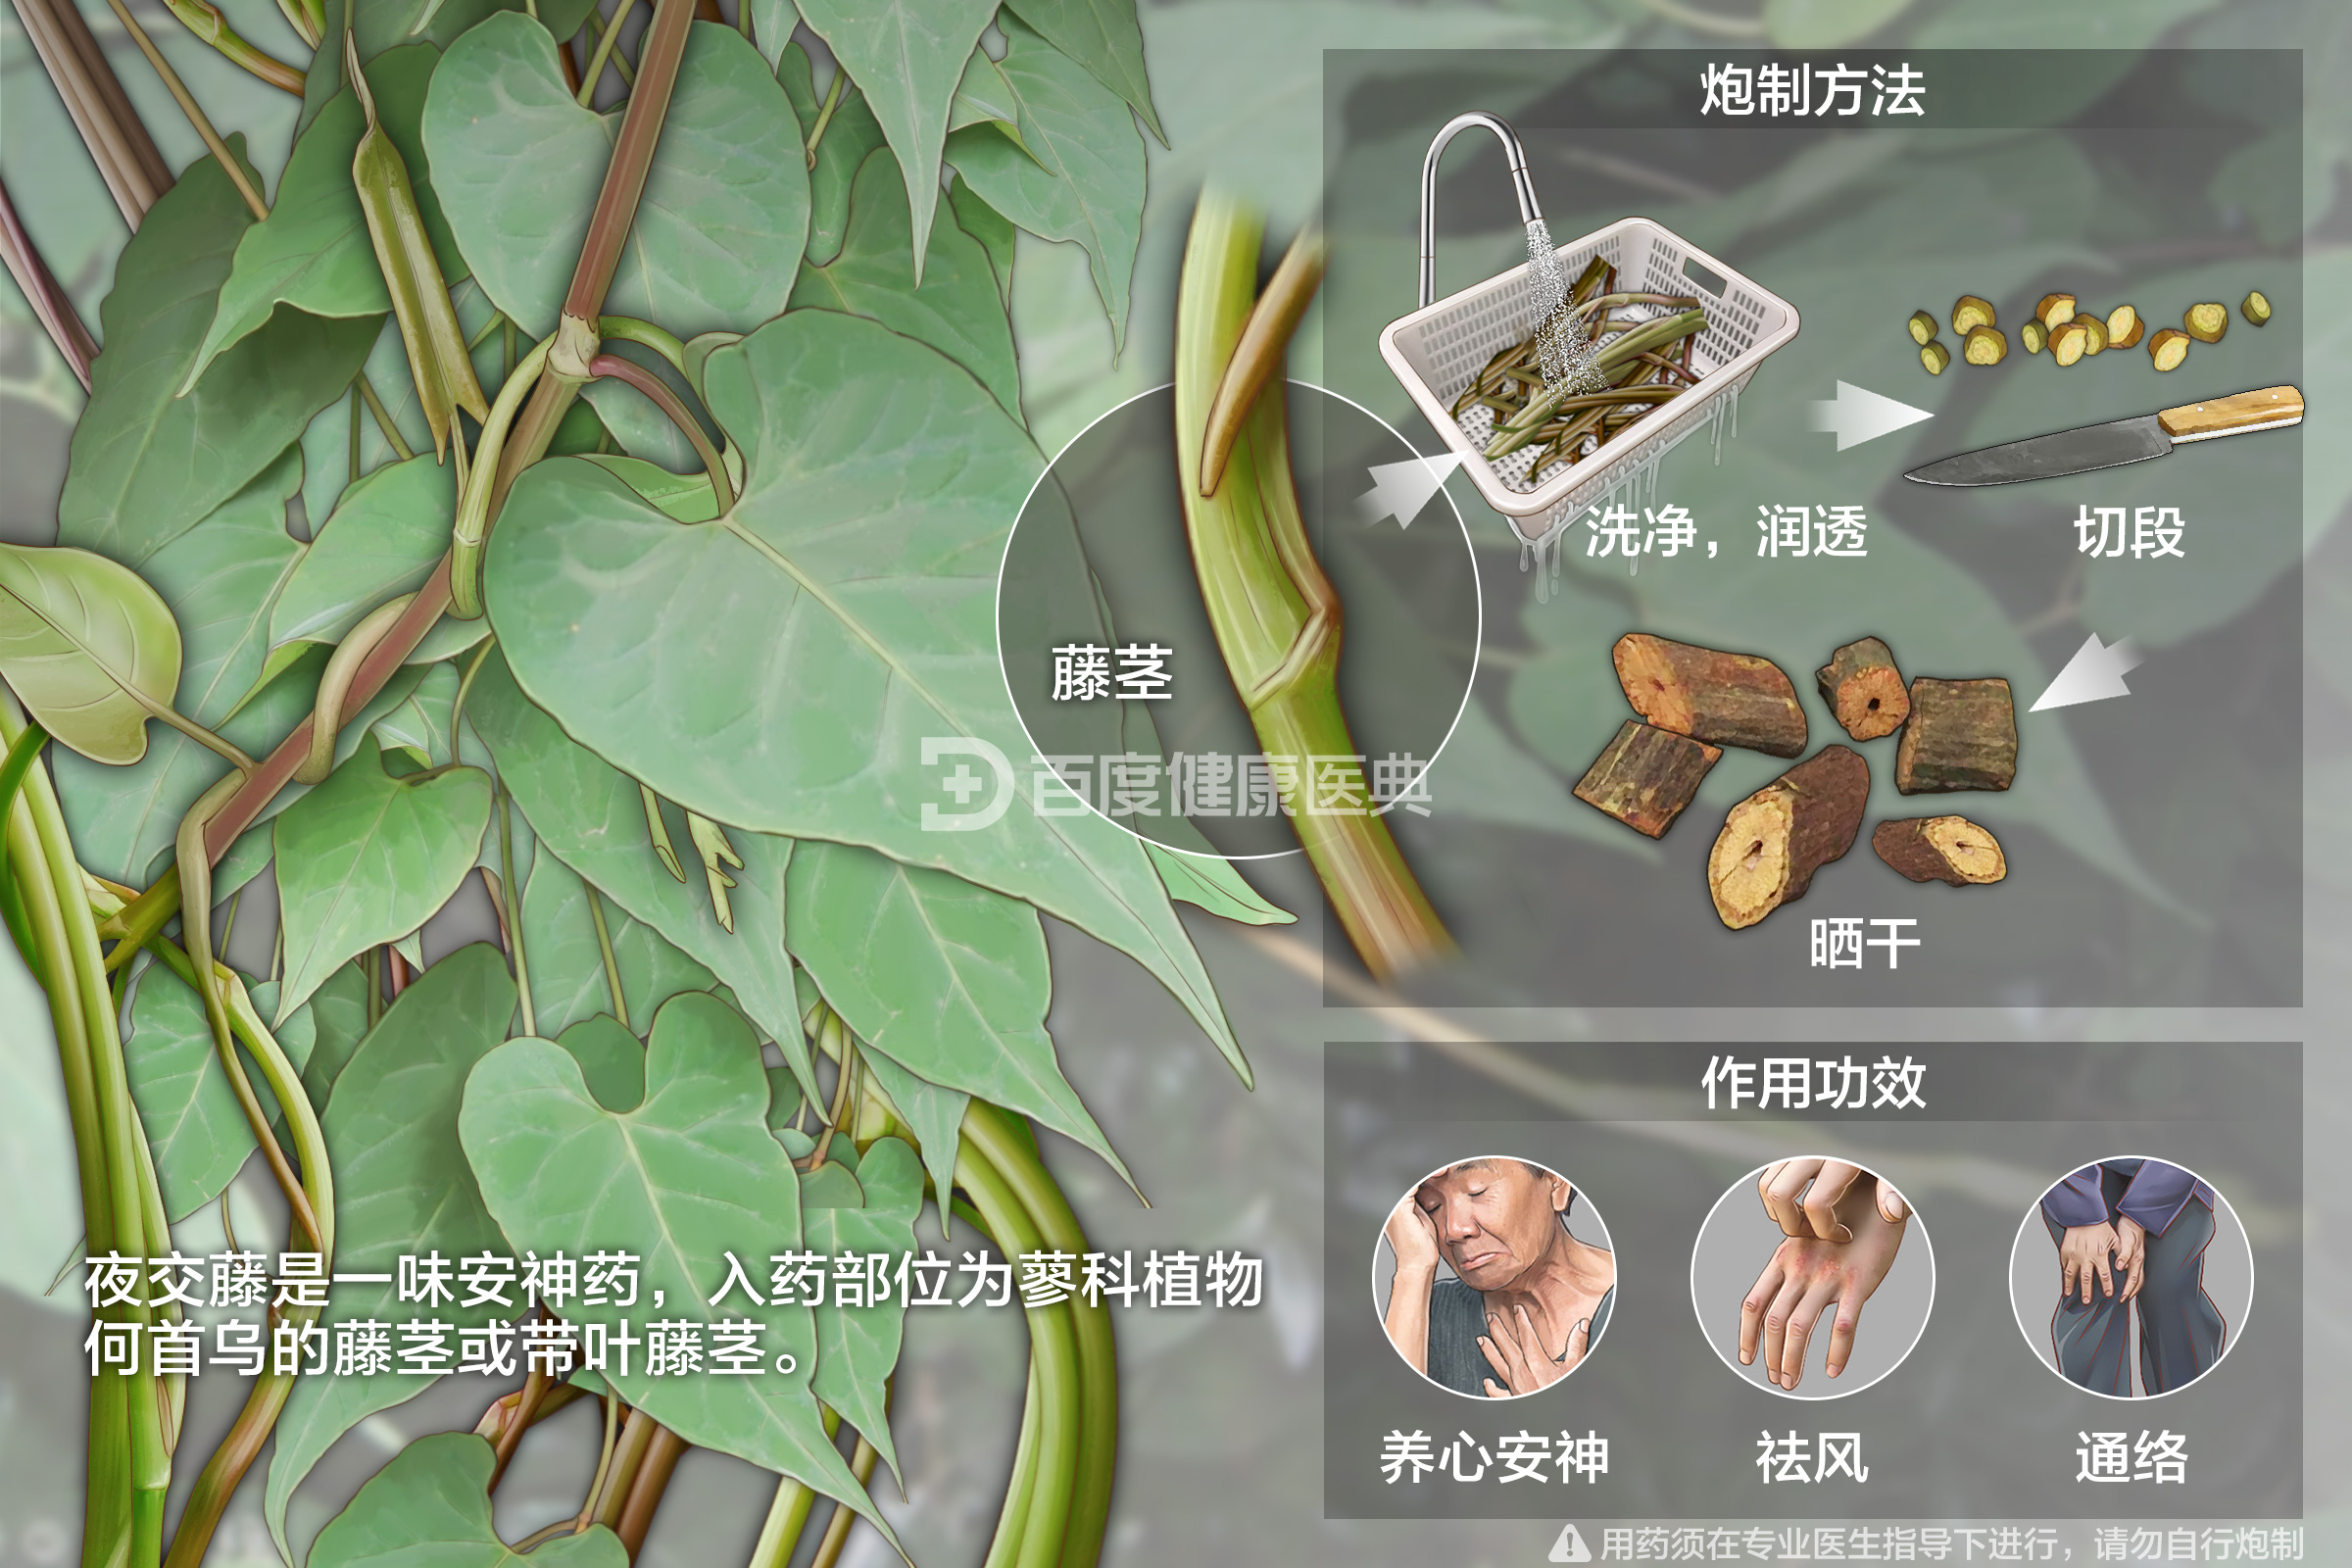 炮制方法
洗净，润透
切段
藤茎
百度健康医典
晒干
作用功效
夜交藤是一味安神药，入药部位为蓼科植物
何首乌的藤茎或带叶藤茎。
养心安神
祛风
通络
用药须在专业医生指导下进行，请勿自行炮制